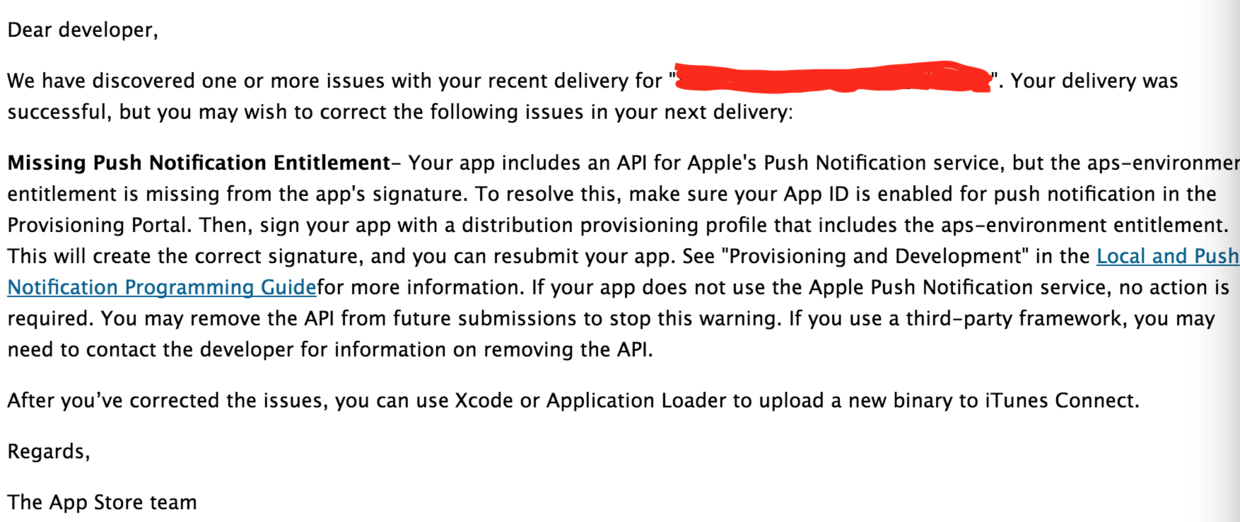 Dear developer,
We have discovered one or more issues with your recent delivery for "". Your delivery was
successful, but you may wish to correct the following issues in your next delivery:
Missing Push Notification Entitlement– Your app includes an API for Apple's Push Notification service, but the aps-environmen
entitlement is missing from the app's signature. To resolve this, make sure your App ID is enabled for push notification in the
Provisioning Portal. Then, sign your app with a distribution provisioning profile that includes the aps-environment entitlement.
This will create the correct signature, and you can resubmit your app. See "Provisioning and Development" in the Local and Push
Notification Programming Guidefor more information. If your app does not use the Apple Push Notification service, no action is
required. You may remove the API from future submissions to stop this warning. If you use a third-party framework, you may
need to contact the developer for information on removing the API.
After you’ve corrected the issues, you can use Xcode or Application Loader to upload a new binary to iTunes Connect.
Regards,
The App Store team